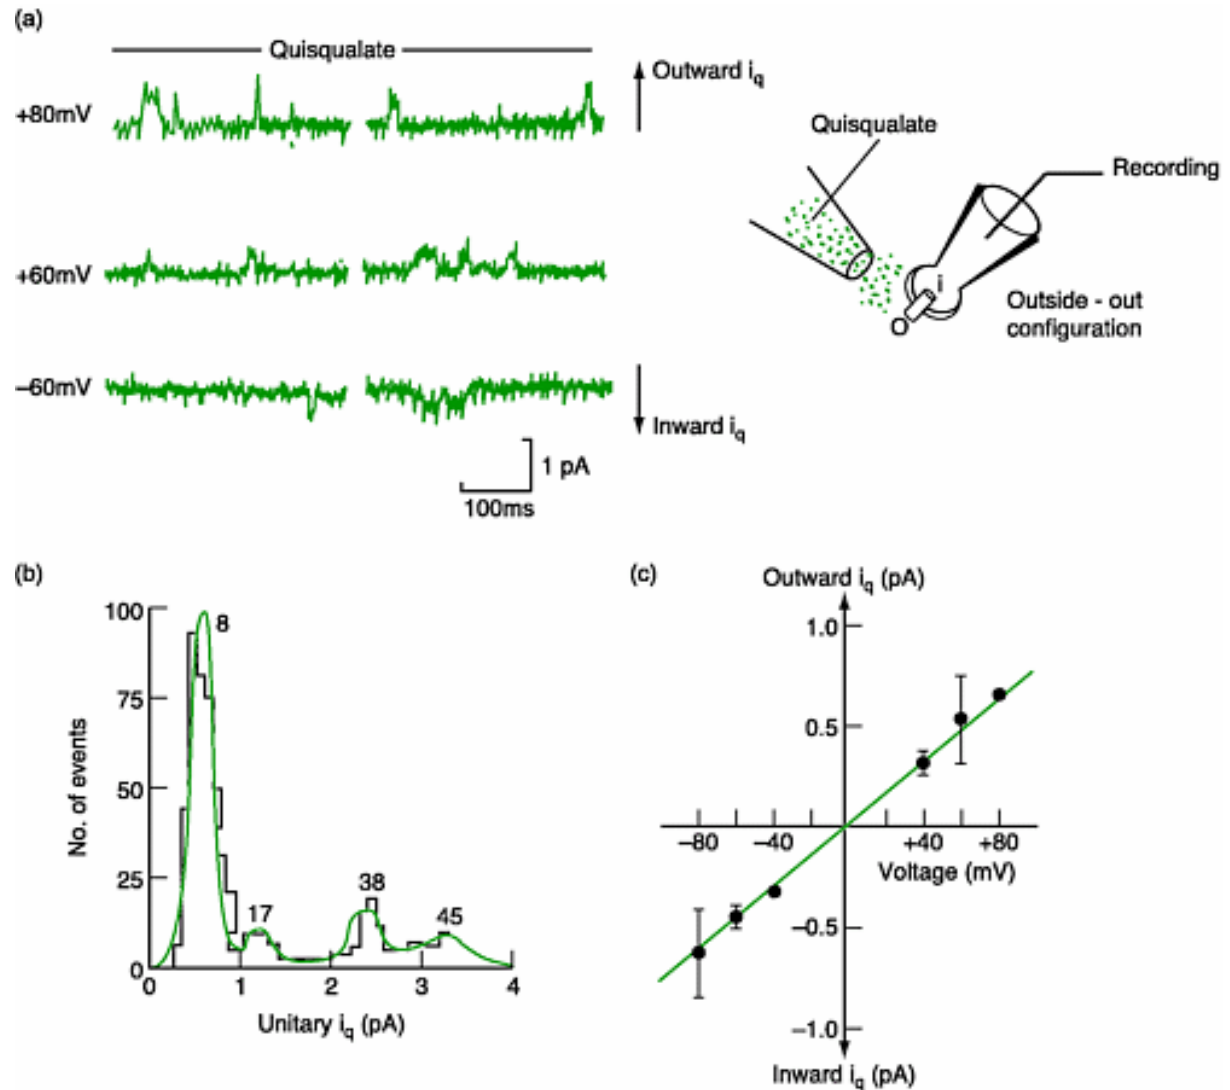 (a)
Quisqualate
+80mV
Outward iq
Quisqualate
Recording
+60mV
i
O
Outside - out
configuration
−60mV
Inward iq
1 pA
100ms
(b)
100
75
50
25
0
No. of events
8
17
38
45
0
1
2
3
4
Unitary iq (pA)
(c)
Outward iq (pA)
1.0
0.5
−80
−40
+40
+80
Voltage (mV)
−0.5
−1.0
Inward iq (pA)